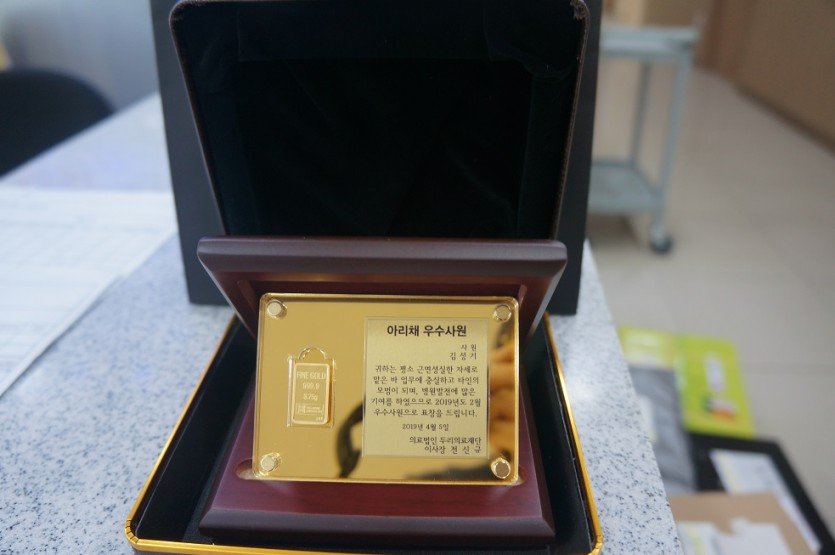 아리채 우수사원
사 원
김 성 기
귀하는 평소 근면성실한 자세로
맡은 바 업무에 충실하고 타인의
모범이 되며, 병원발전에 많은
기여를 하였으므로 2019년도 2월
우수사원으로 표창을 드립니다.
2019년 4월 5일
의료법인 두리의료재단
이사장 전 신 규
FINE GOLD
999.9
3.75g